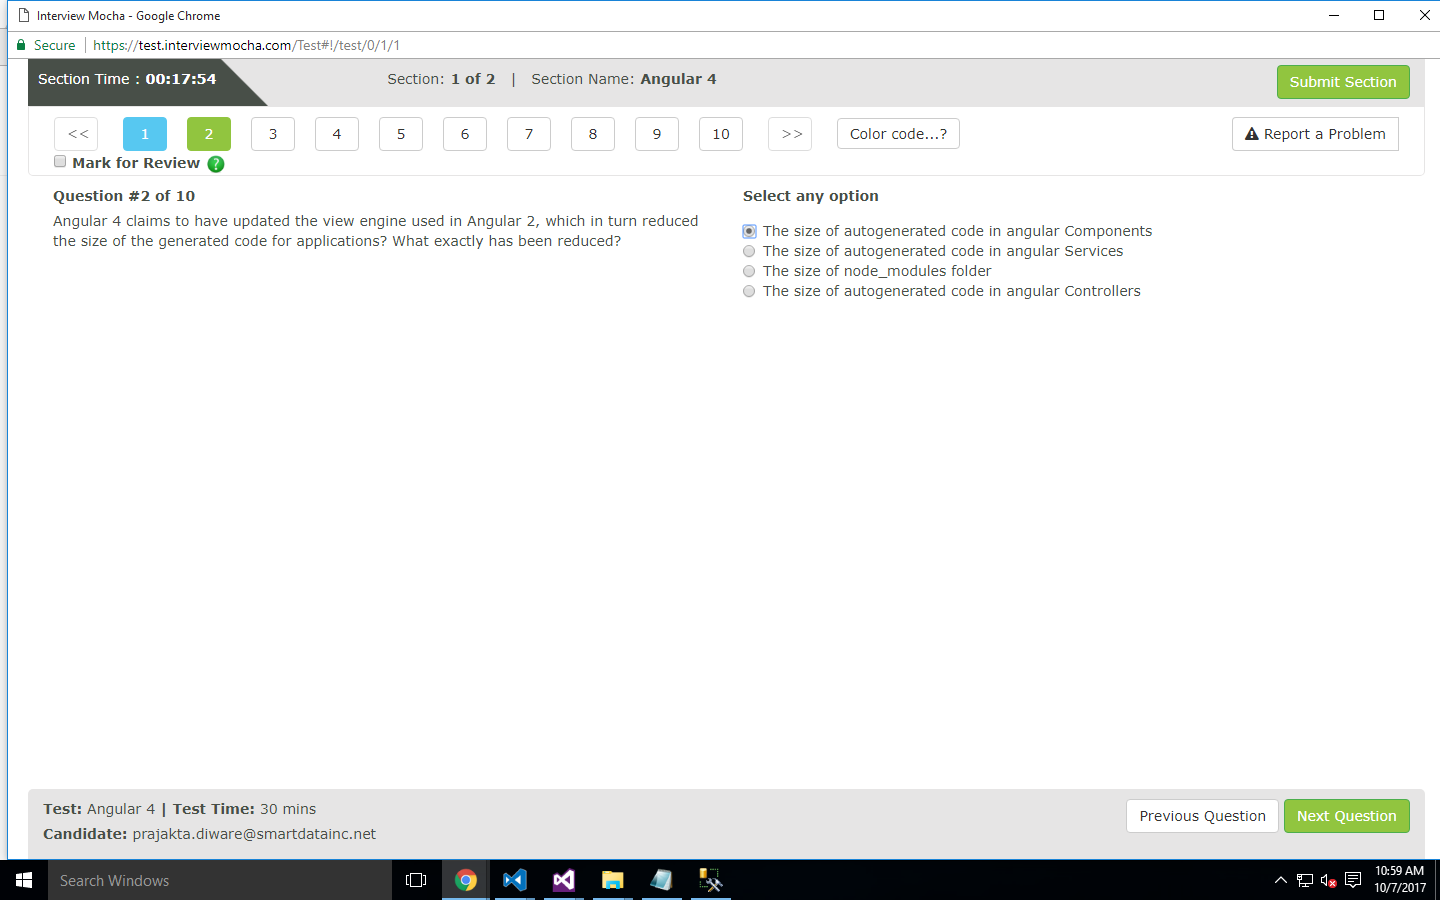 Interview Mocha - Google Chrome
Secure | https://test.interviewmocha.com/Test#!/test/0/1/1
Section Time : 00:17:54
Section: 1 of 2 | Section Name: Angular 4
Submit Section
<< 1 2 3 4 5 6 7 8 9 10 >> Color code...? Report a Problem
Mark for Review ?
Question #2 of 10
Angular 4 claims to have updated the view engine used in Angular 2, which in turn reduced
the size of the generated code for applications? What exactly has been reduced?
Select any option
The size of autogenerated code in angular Components
The size of autogenerated code in angular Services
The size of node_modules folder
The size of autogenerated code in angular Controllers
Test: Angular 4 | Test Time: 30 mins
Candidate: prajakta.diware@smartdatainc.net
Previous Question Next Question
Search Windows
10:59 AM
10/7/2017